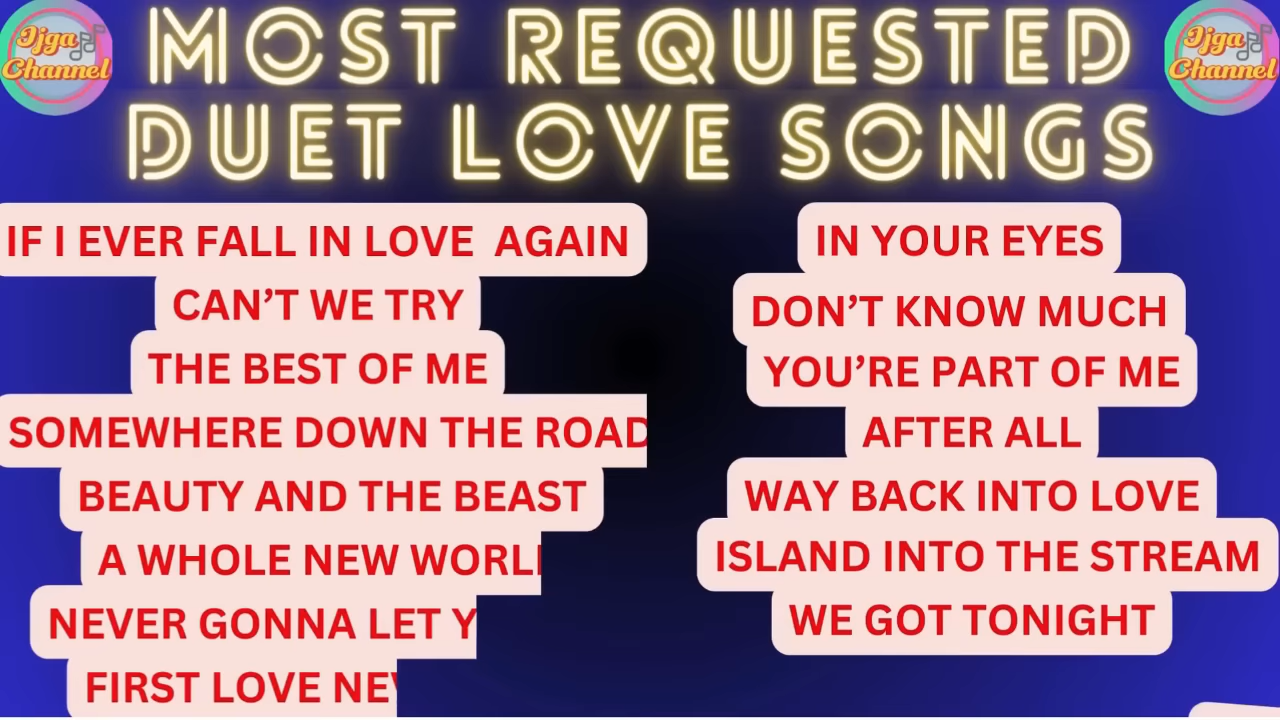 Ijga
Channel
MOST REQUESTED
DUET LOVE SONGS
Ijga
Channel
IF I EVER FALL IN LOVE AGAIN
CAN'T WE TRY
THE BEST OF ME
SOMEWHERE DOWN THE ROAD
BEAUTY AND THE BEAST
A WHOLE NEW
NEVER GONNA LET
FIRST LOVE
IN YOUR EYES
DON'T KNOW MUCH
YOU'RE PART OF ME
AFTER ALL
WAY BACK INTO LOVE
ISLAND INTO THE STREAM
WE GOT TONIGHT